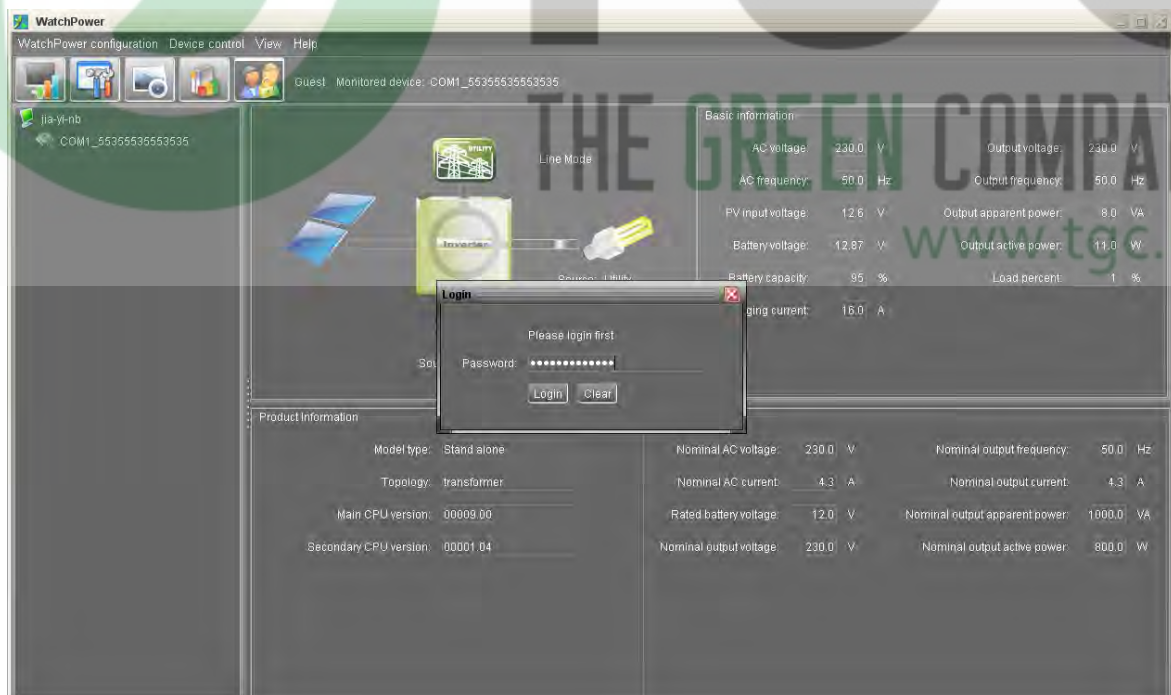 WatchPower
WatchPower configuration Device control View Help
Guest Monitored device: COM1_55355535553535
THE GREEN COMPA
www.tgc.
jia-yi-nb
COM1_55355535553535
UTILITY
Line Mode
Inverter
Source: Utility
Basic information
AC voltage: 230.0 V Output voltage: 230.0 V
AC frequency: 50.0 Hz Output frequency: 50.0 Hz
PV input voltage: 12.6 V Output apparent power: 8.0 VA
Battery voltage: 12.87 V Output active power: 11.0 W
Battery capacity: 95 % Load percent: 1 %
ging current: 16.0 A
Sou
Login
Please login first
Password: •••••••••••••
Login Clear
Product Information
Model type: Stand alone
Topology: transformer
Main CPU version: 00009.00
Secondary CPU version: 00001.04
Nominal AC voltage: 230.0 V Nominal output frequency: 50.0 Hz
Nominal AC current: 4.3 A Nominal output current: 4.3 A
Rated battery voltage: 12.0 V Nominal output apparent power: 1000.0 VA
Nominal output voltage: 230.0 V Nominal output active power: 800.0 W